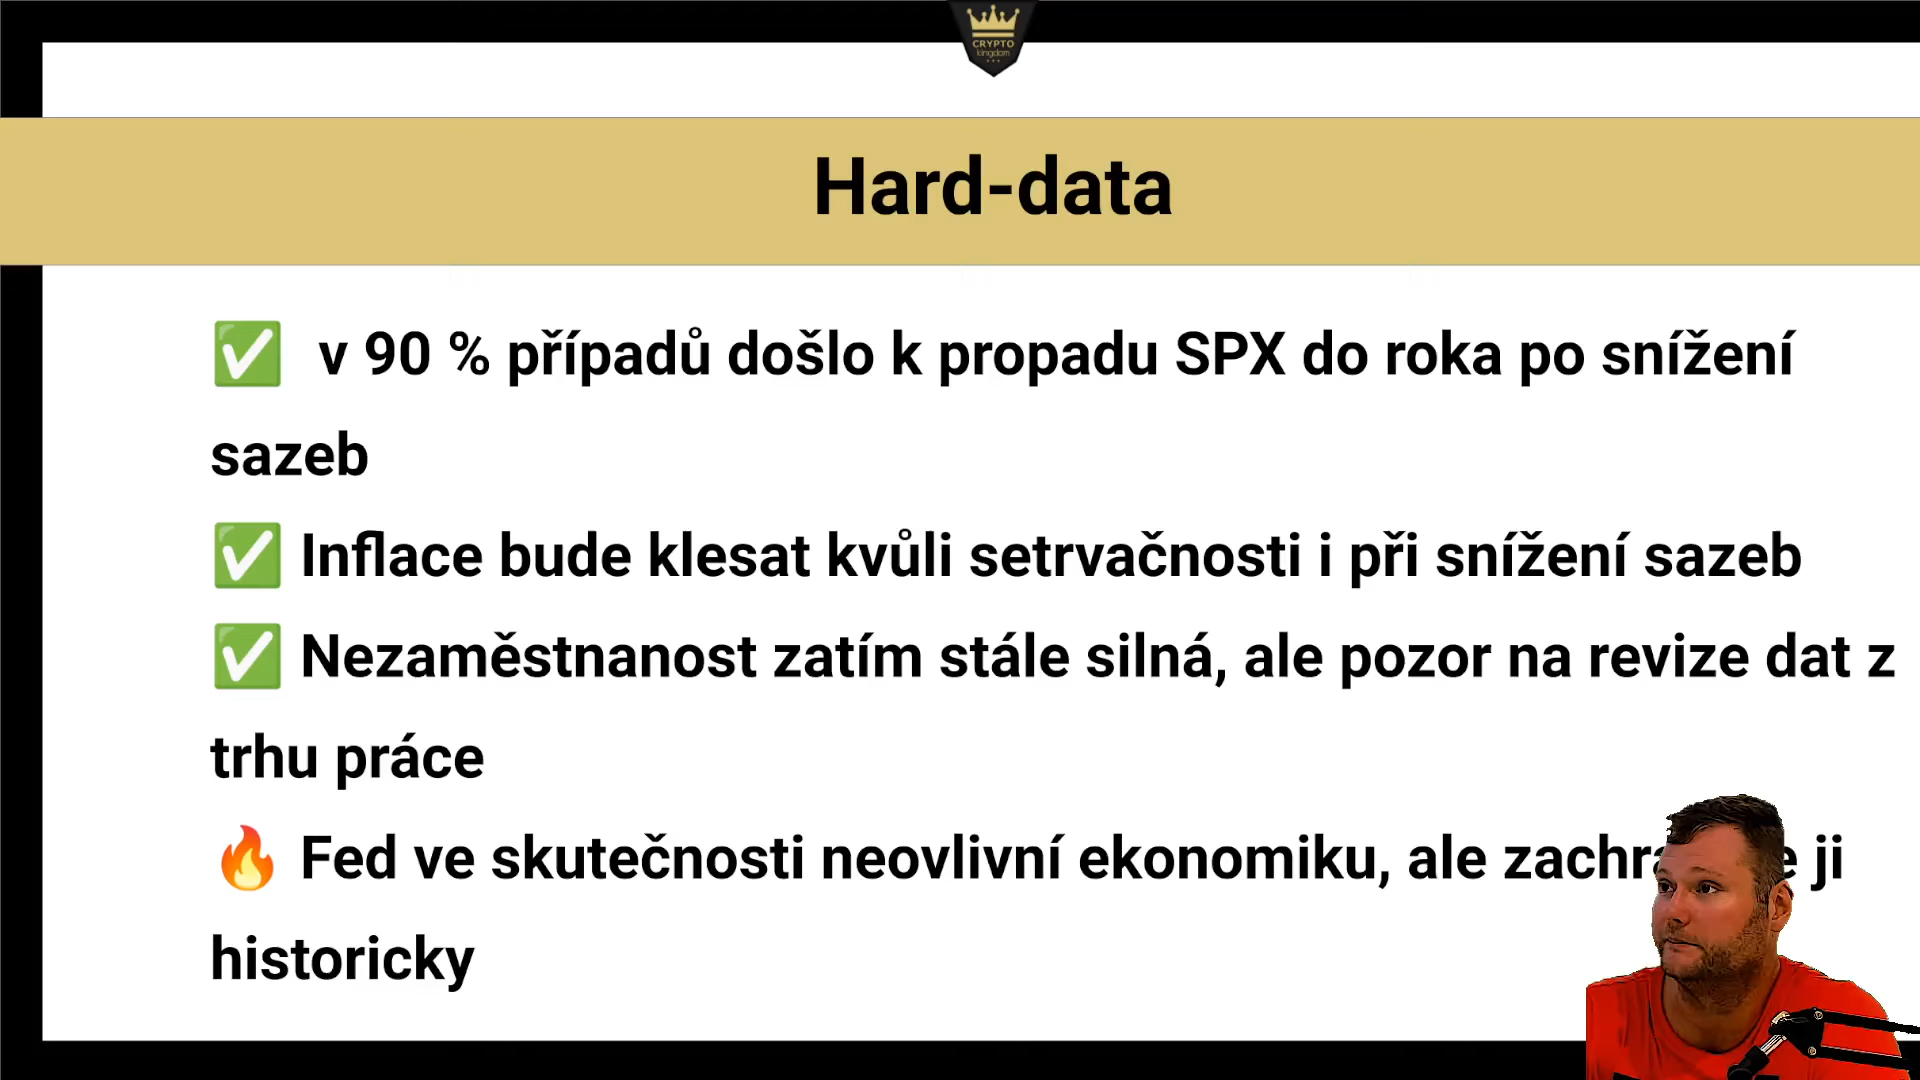 CRYPTO
kingdom
Hard-data
✅ v 90 % případů došlo k propadu SPX do roka po snížení
sazeb
✅ Inflace bude klesat kvůli setrvačnosti i při snížení sazeb
✅ Nezaměstnanost zatím stále silná, ale pozor na revize dat z
trhu práce
🔥 Fed ve skutečnosti neovlivní ekonomiku, ale ji
historicky